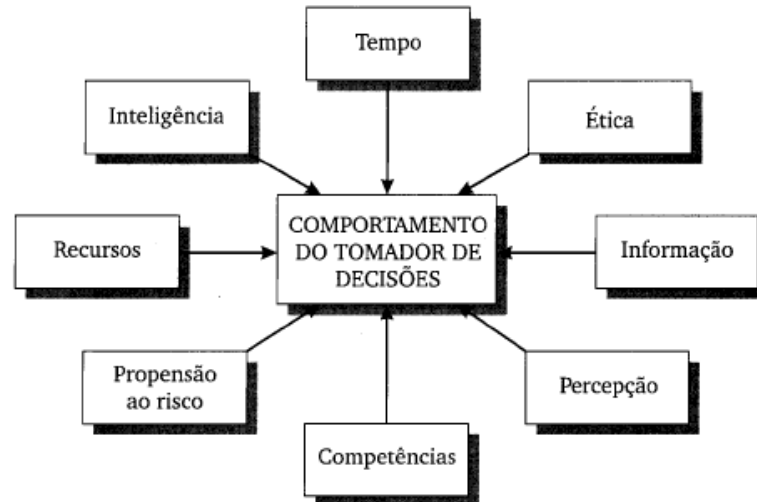 Tempo
Inteligência
Ética
COMPORTAMENTO
DO TOMADOR DE
DECISÕES
Recursos
Informação
Propensão
ao risco
Percepção
Competências